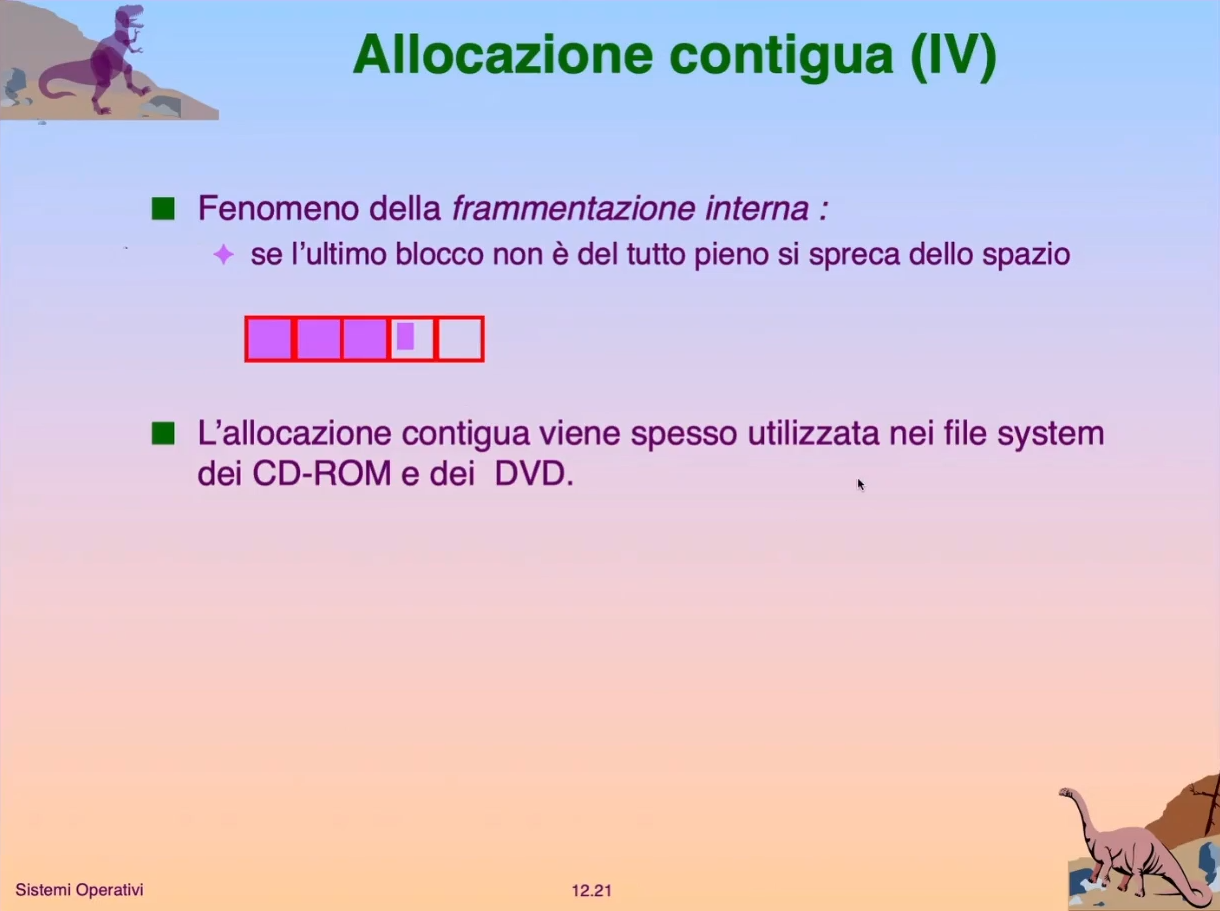 Allocazione contigua (IV)
Fenomeno della frammentazione interna :
se l'ultimo blocco non è del tutto pieno si spreca dello spazio
L'allocazione contigua viene spesso utilizzata nei file system
dei CD-ROM e dei DVD.
Sistemi Operativi
12.21